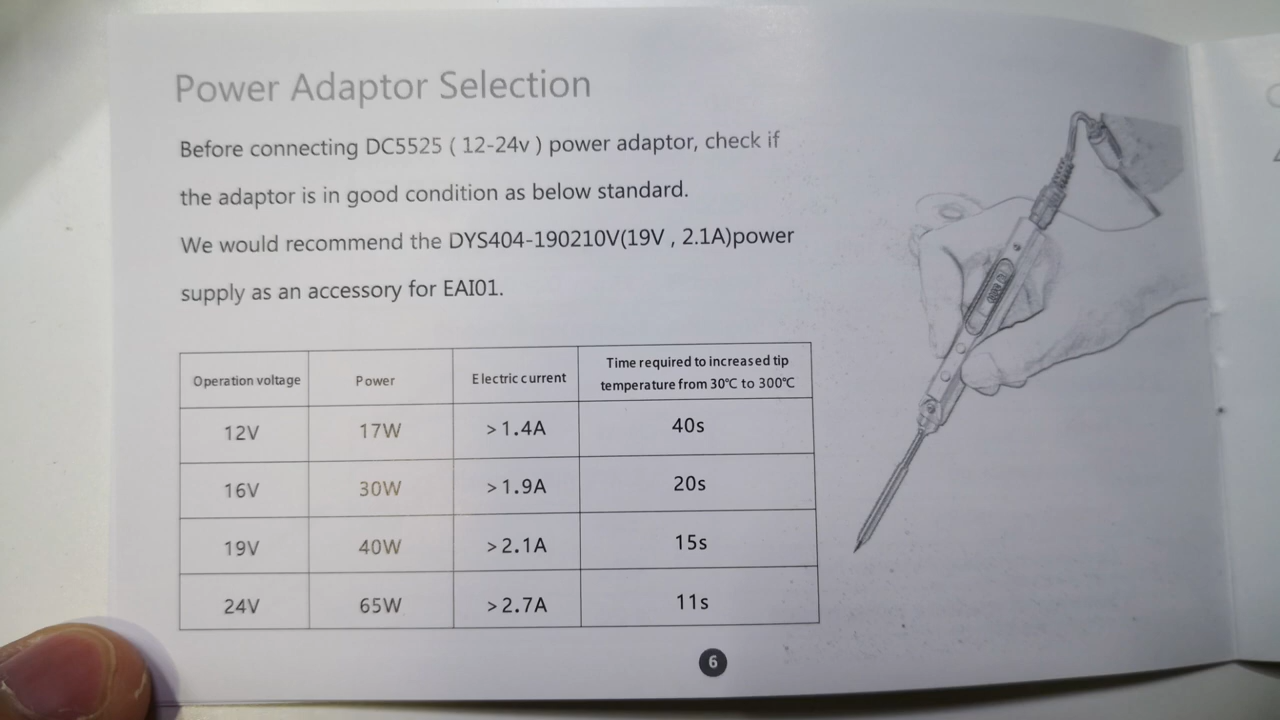 Power Adaptor Selection
Before connecting DC5525 ( 12-24v ) power adaptor, check if
the adaptor is in good condition as below standard.
We would recommend the DYS404-190210V(19V , 2.1A)power
supply as an accessory for EAI01.
Operation voltage Power Electric current Time required to increased tip temperature from 30℃ to 300℃
12V 17W >1.4A 40s
16V 30W >1.9A 20s
19V 40W >2.1A 15s
24V 65W >2.7A 11s
6